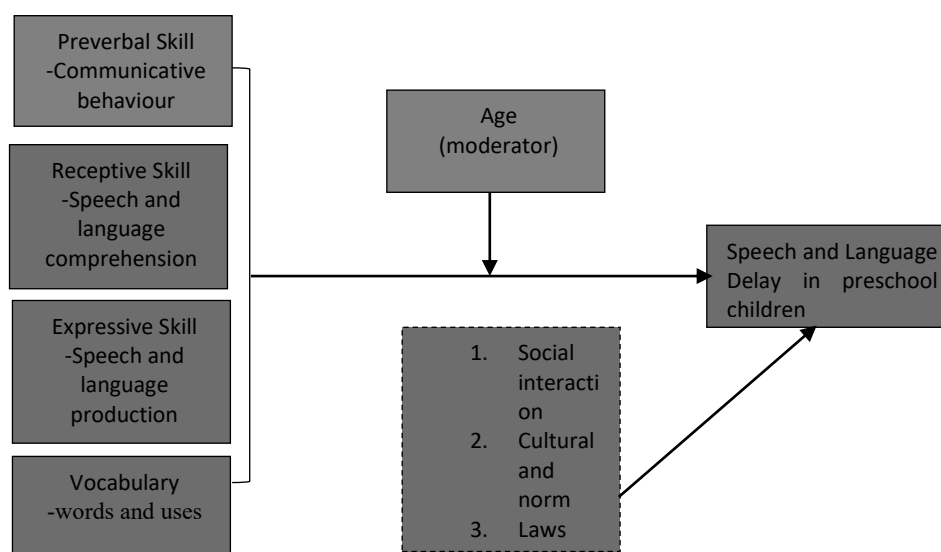 Preverbal Skill
-Communicative
behaviour
Receptive Skill
-Speech and
language
comprehension
Expressive Skill
-Speech and
language
production
Vocabulary
-words and uses
Age
(moderator)
1. Social
interacti
on
2. Cultural
and
norm
3. Laws
Speech and Language
Delay in preschool
children